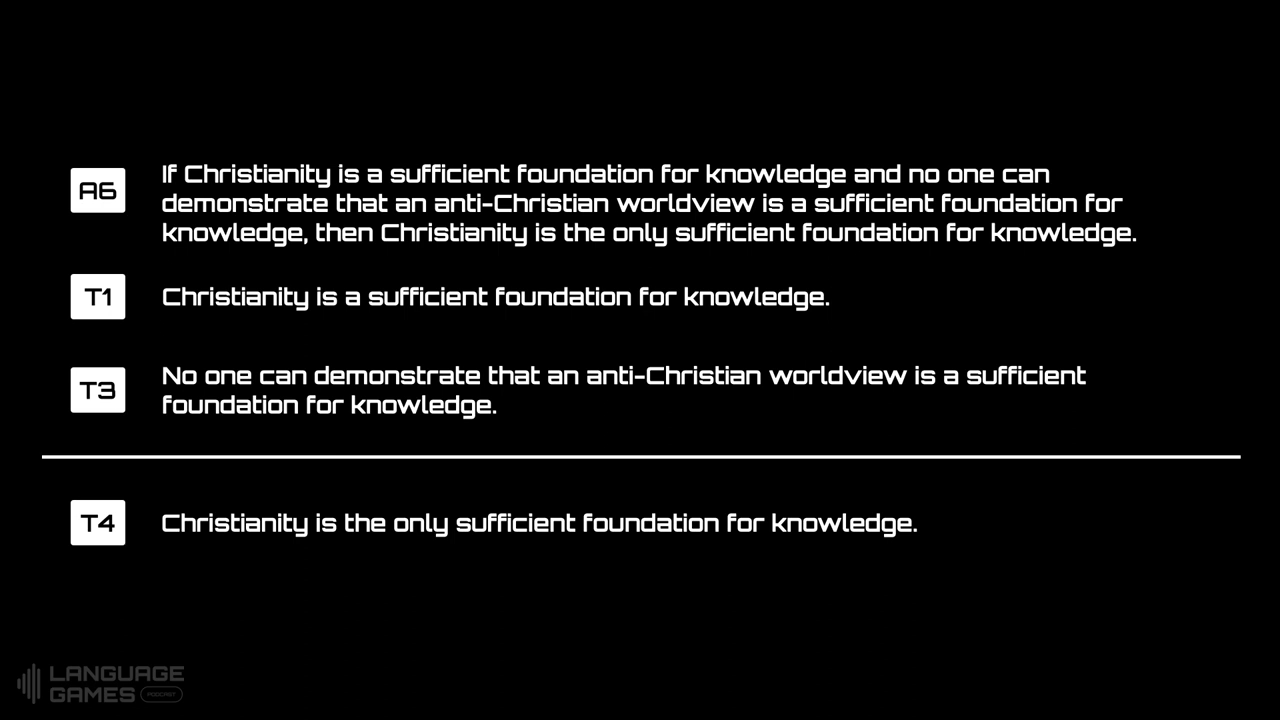 A6
If Christianity is a sufficient foundation for knowledge and no one can
demonstrate that an anti-Christian worldview is a sufficient foundation for
knowledge, then Christianity is the only sufficient foundation for knowledge.
T1
Christianity is a sufficient foundation for knowledge.
T3
No one can demonstrate that an anti-Christian worldview is a sufficient
foundation for knowledge.
T4
Christianity is the only sufficient foundation for knowledge.
LANGUAGE
GAMES PODCAST